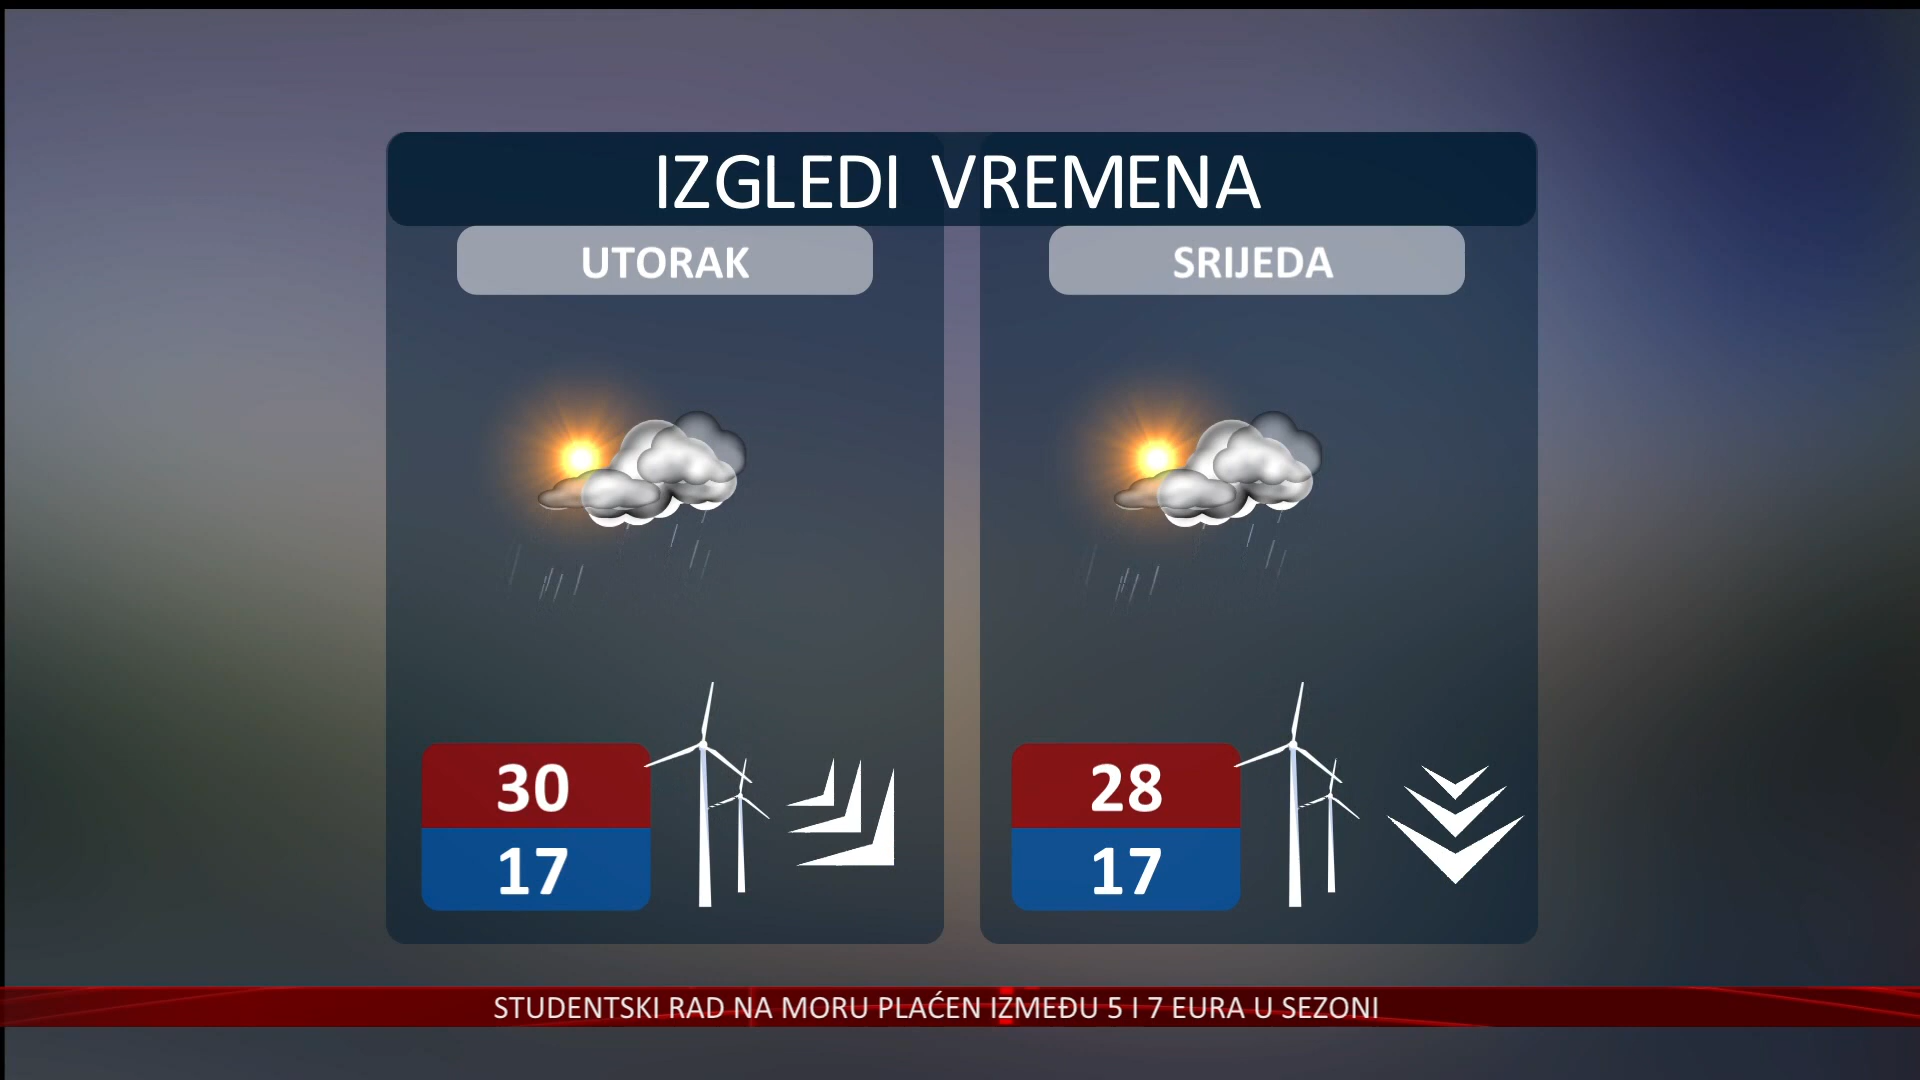 IZGLEDI VREMENA
UTORAK
30
17
SRIJEDA
28
17
STUDENTSKI RAD NA MORU PLAĆEN IZMEĐU 5 I 7 EURA U SEZONI